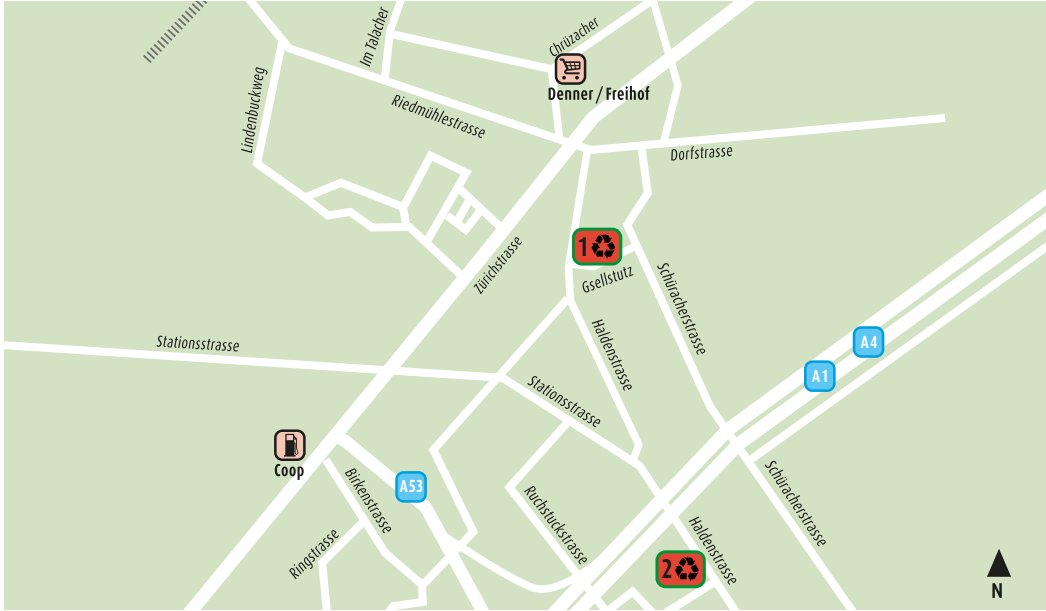 Chrüzacher
Im Talacher
Denner / Freihof
Lindenbuckweg
Riedmühlestrasse
Dorfstrasse
1
Zürichstrasse
Gsellstutz
Schüracherstrasse
Haldenstrasse
Stationsstrasse
A4
A1
Stationsstrasse
Coop
A53
Birkenstrasse
Ruchstuckstrasse
Schüracherstrasse
Ringstrasse
Haldenstrasse
2
N